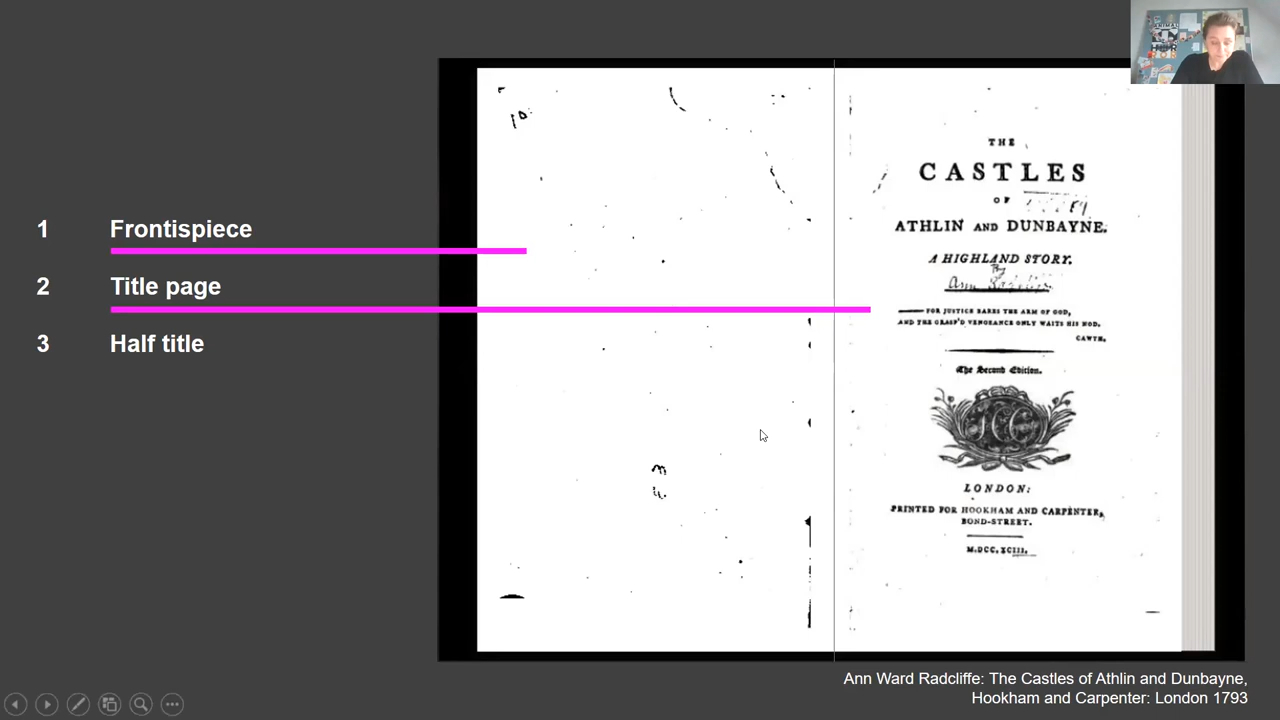 1 Frontispiece
2 Title page
3 Half title
THE
CASTLES
OF
ATHLIN AND DUNBAYNE.
A HIGHLAND STORY.
By
Ann Radcliffe
FOR JUSTICE BARES THE ARM OF GOD,
AND THE GRASP'D VENGEANCE ONLY WAITS HIS NOD.
CAWTH.
The Second Edition.
LONDON:
PRINTED FOR HOOKHAM AND CARPENTER,
BOND-STREET.
M.DCC.XCIII.
Ann Ward Radcliffe: The Castles of Athlin and Dunbayne,
Hookham and Carpenter: London 1793